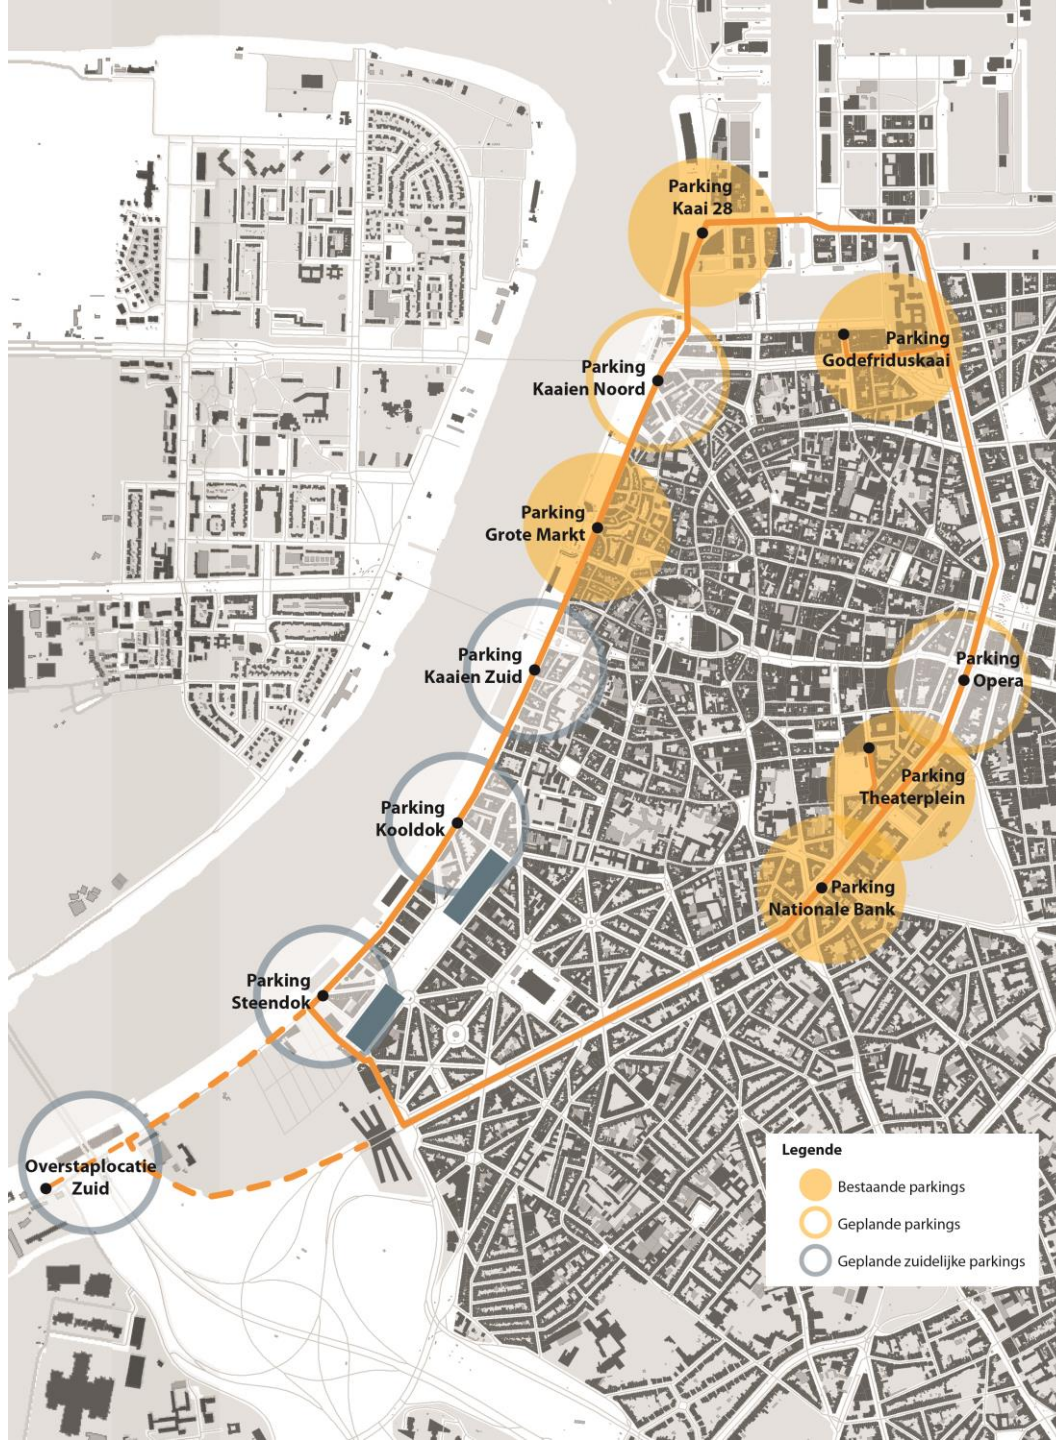 Parking
Kaai 28
Parking
Godefriduskaai
Parking
Kaaien Noord
Parking
Grote Markt
Parking
Kaaien Zuid
Parking
Opera
Parking
Theaterplein
Parking
Kooldok
Parking
Nationale Bank
Parking
Steendok
Overstaplocatie
Zuid
Legende
Bestaande parkings
Geplande parkings
Geplande zuidelijke parkings